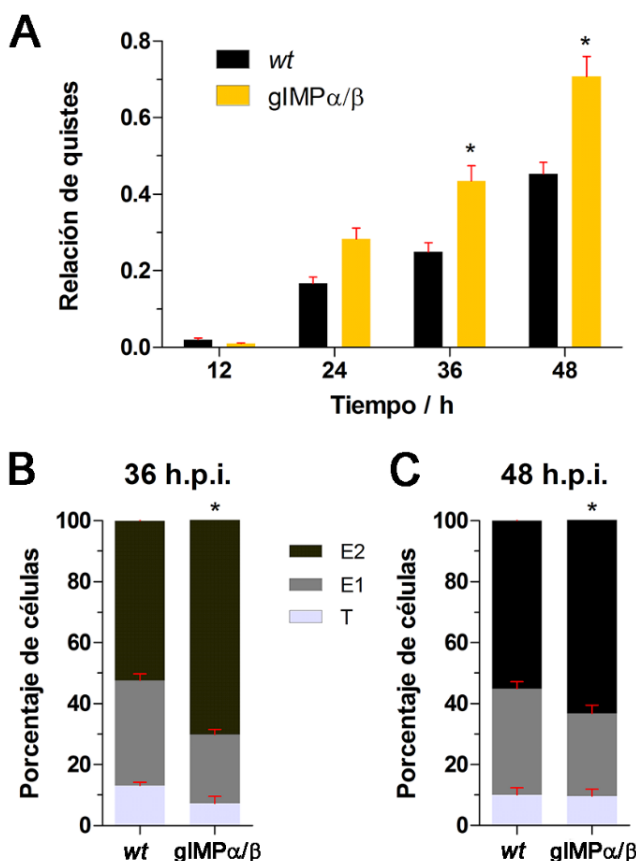 A
Relación de quistes
0.8
0.6
0.4
0.2
0.0
wt
gIMPα/β
*
*
12 24 36 48
Tiempo / h
B
36 h.p.i.
*
Porcentaje de células
100
80
60
40
20
0
wt gIMPα/β
E2
E1
T
C
48 h.p.i.
*
Porcentaje de células
100
80
60
40
20
0
wt gIMPα/β